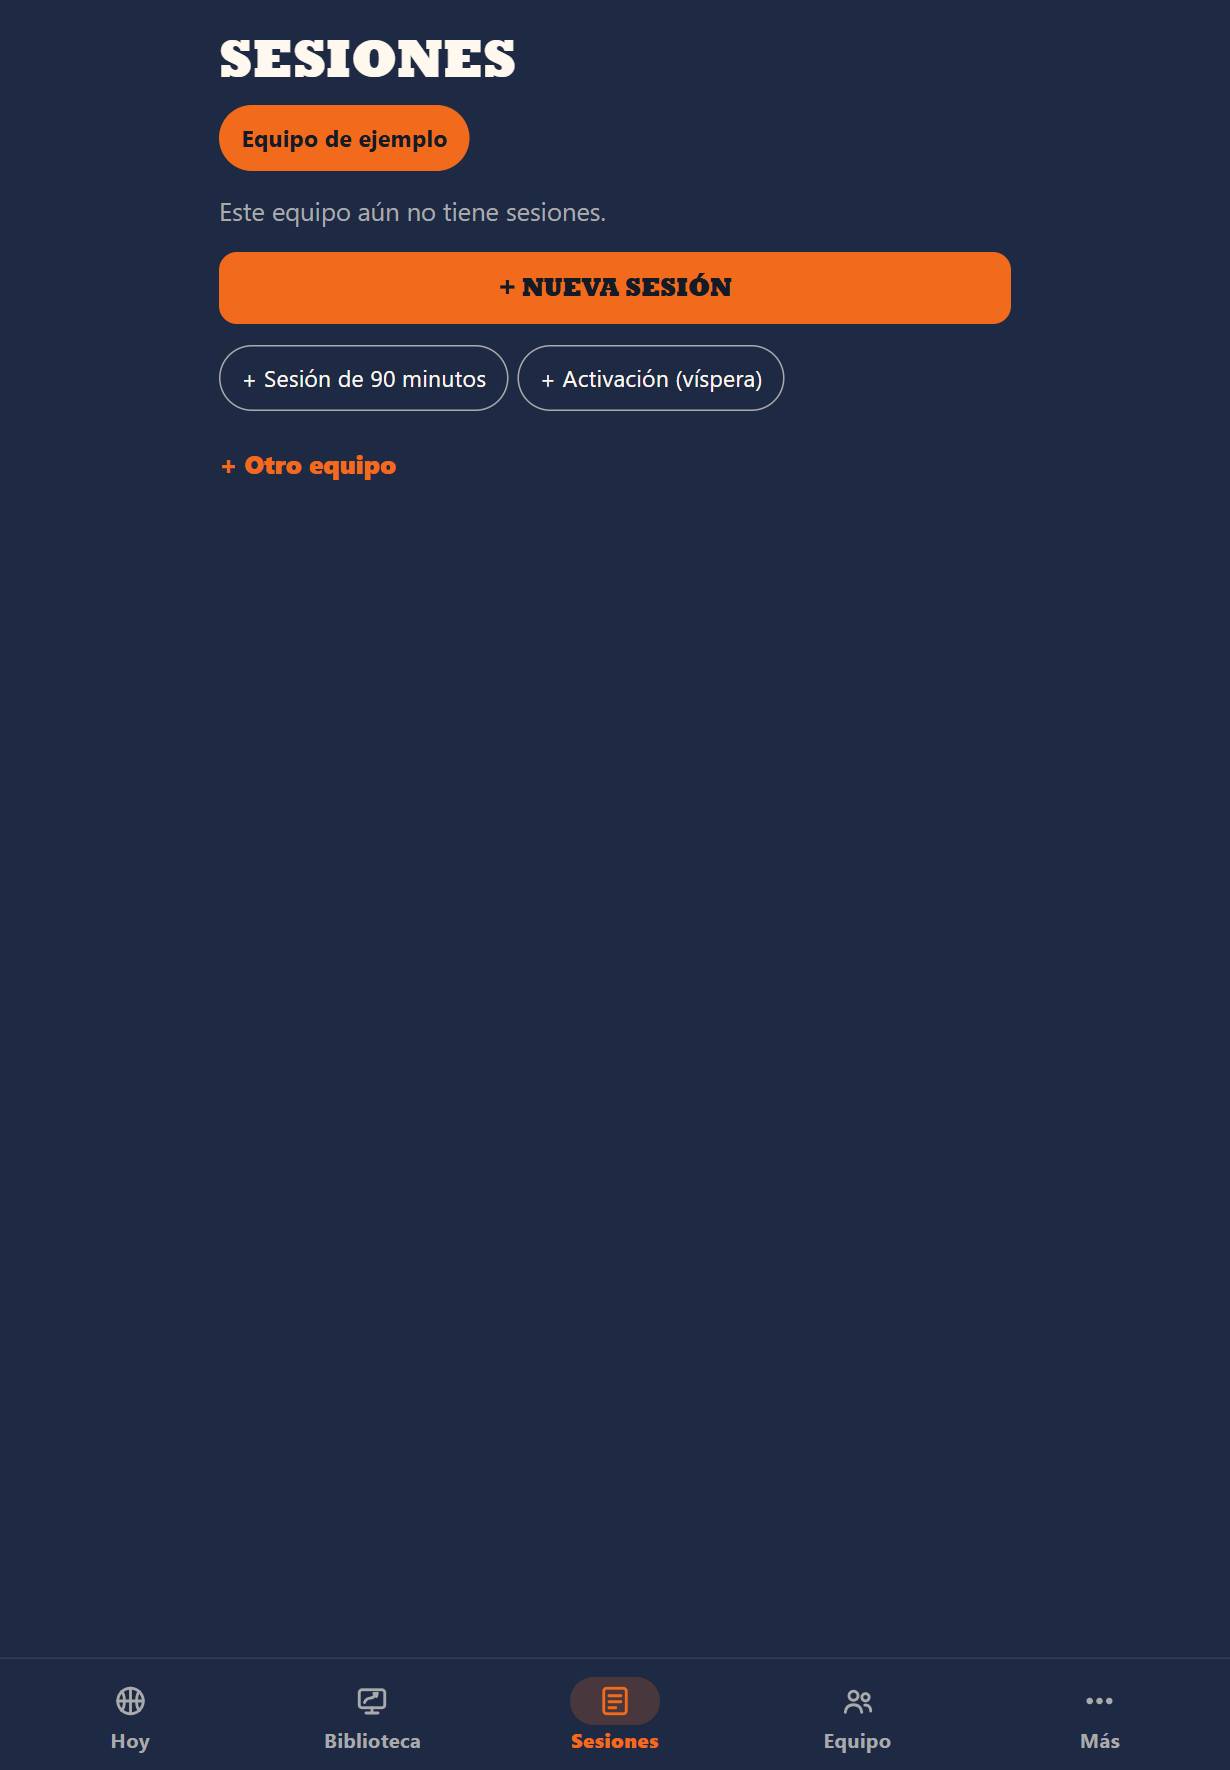 SESIONES
Equipo de ejemplo
Este equipo aún no tiene sesiones.
+ NUEVA SESIÓN
+ Sesión de 90 minutos
+ Activación (víspera)
+ Otro equipo
Hoy
Biblioteca
Sesiones
Equipo
Más